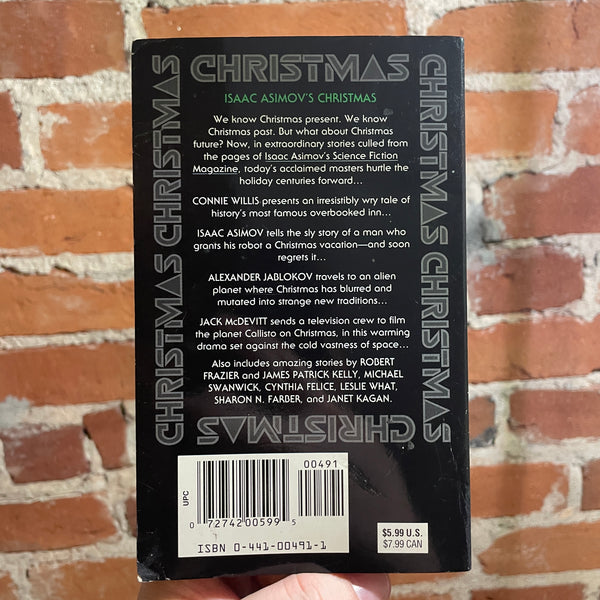 CHRISTMAS
CHRISTMAS CHRISTMAS
CHRISTMAS CHRISTMAS
ISAAC ASIMOV'S CHRISTMAS
We know Christmas present. We know
Christmas past. But what about Christmas
future? Now, in extraordinary stories culled from
the pages of Isaac Asimov's Science Fiction
Magazine, today's acclaimed masters hurtle the
holiday centuries forward...
CONNIE WILLIS presents an irresistibly wry tale of
history's most famous overbooked inn...
ISAAC ASIMOV tells the sly story of a man who
grants his robot a Christmas vacation—and soon
regrets it...
ALEXANDER JABLOKOV travels to an alien
planet where Christmas has blurred and
mutated into strange new traditions...
JACK McDEVITT sends a television crew to film
the planet Callisto on Christmas, in this warming
drama set against the cold vastness of space...
Also includes amazing stories by ROBERT
FRAZIER and JAMES PATRICK KELLY, MICHAEL
SWANWICK, CYNTHIA FELICE, LESLIE WHAT,
SHARON N. FARBER, and JANET KAGAN.
CHRISTMAS
00491
UPC
0 72742 00599 5
ISBN 0-441-00491-1
$5.99 U.S.
$7.99 CAN